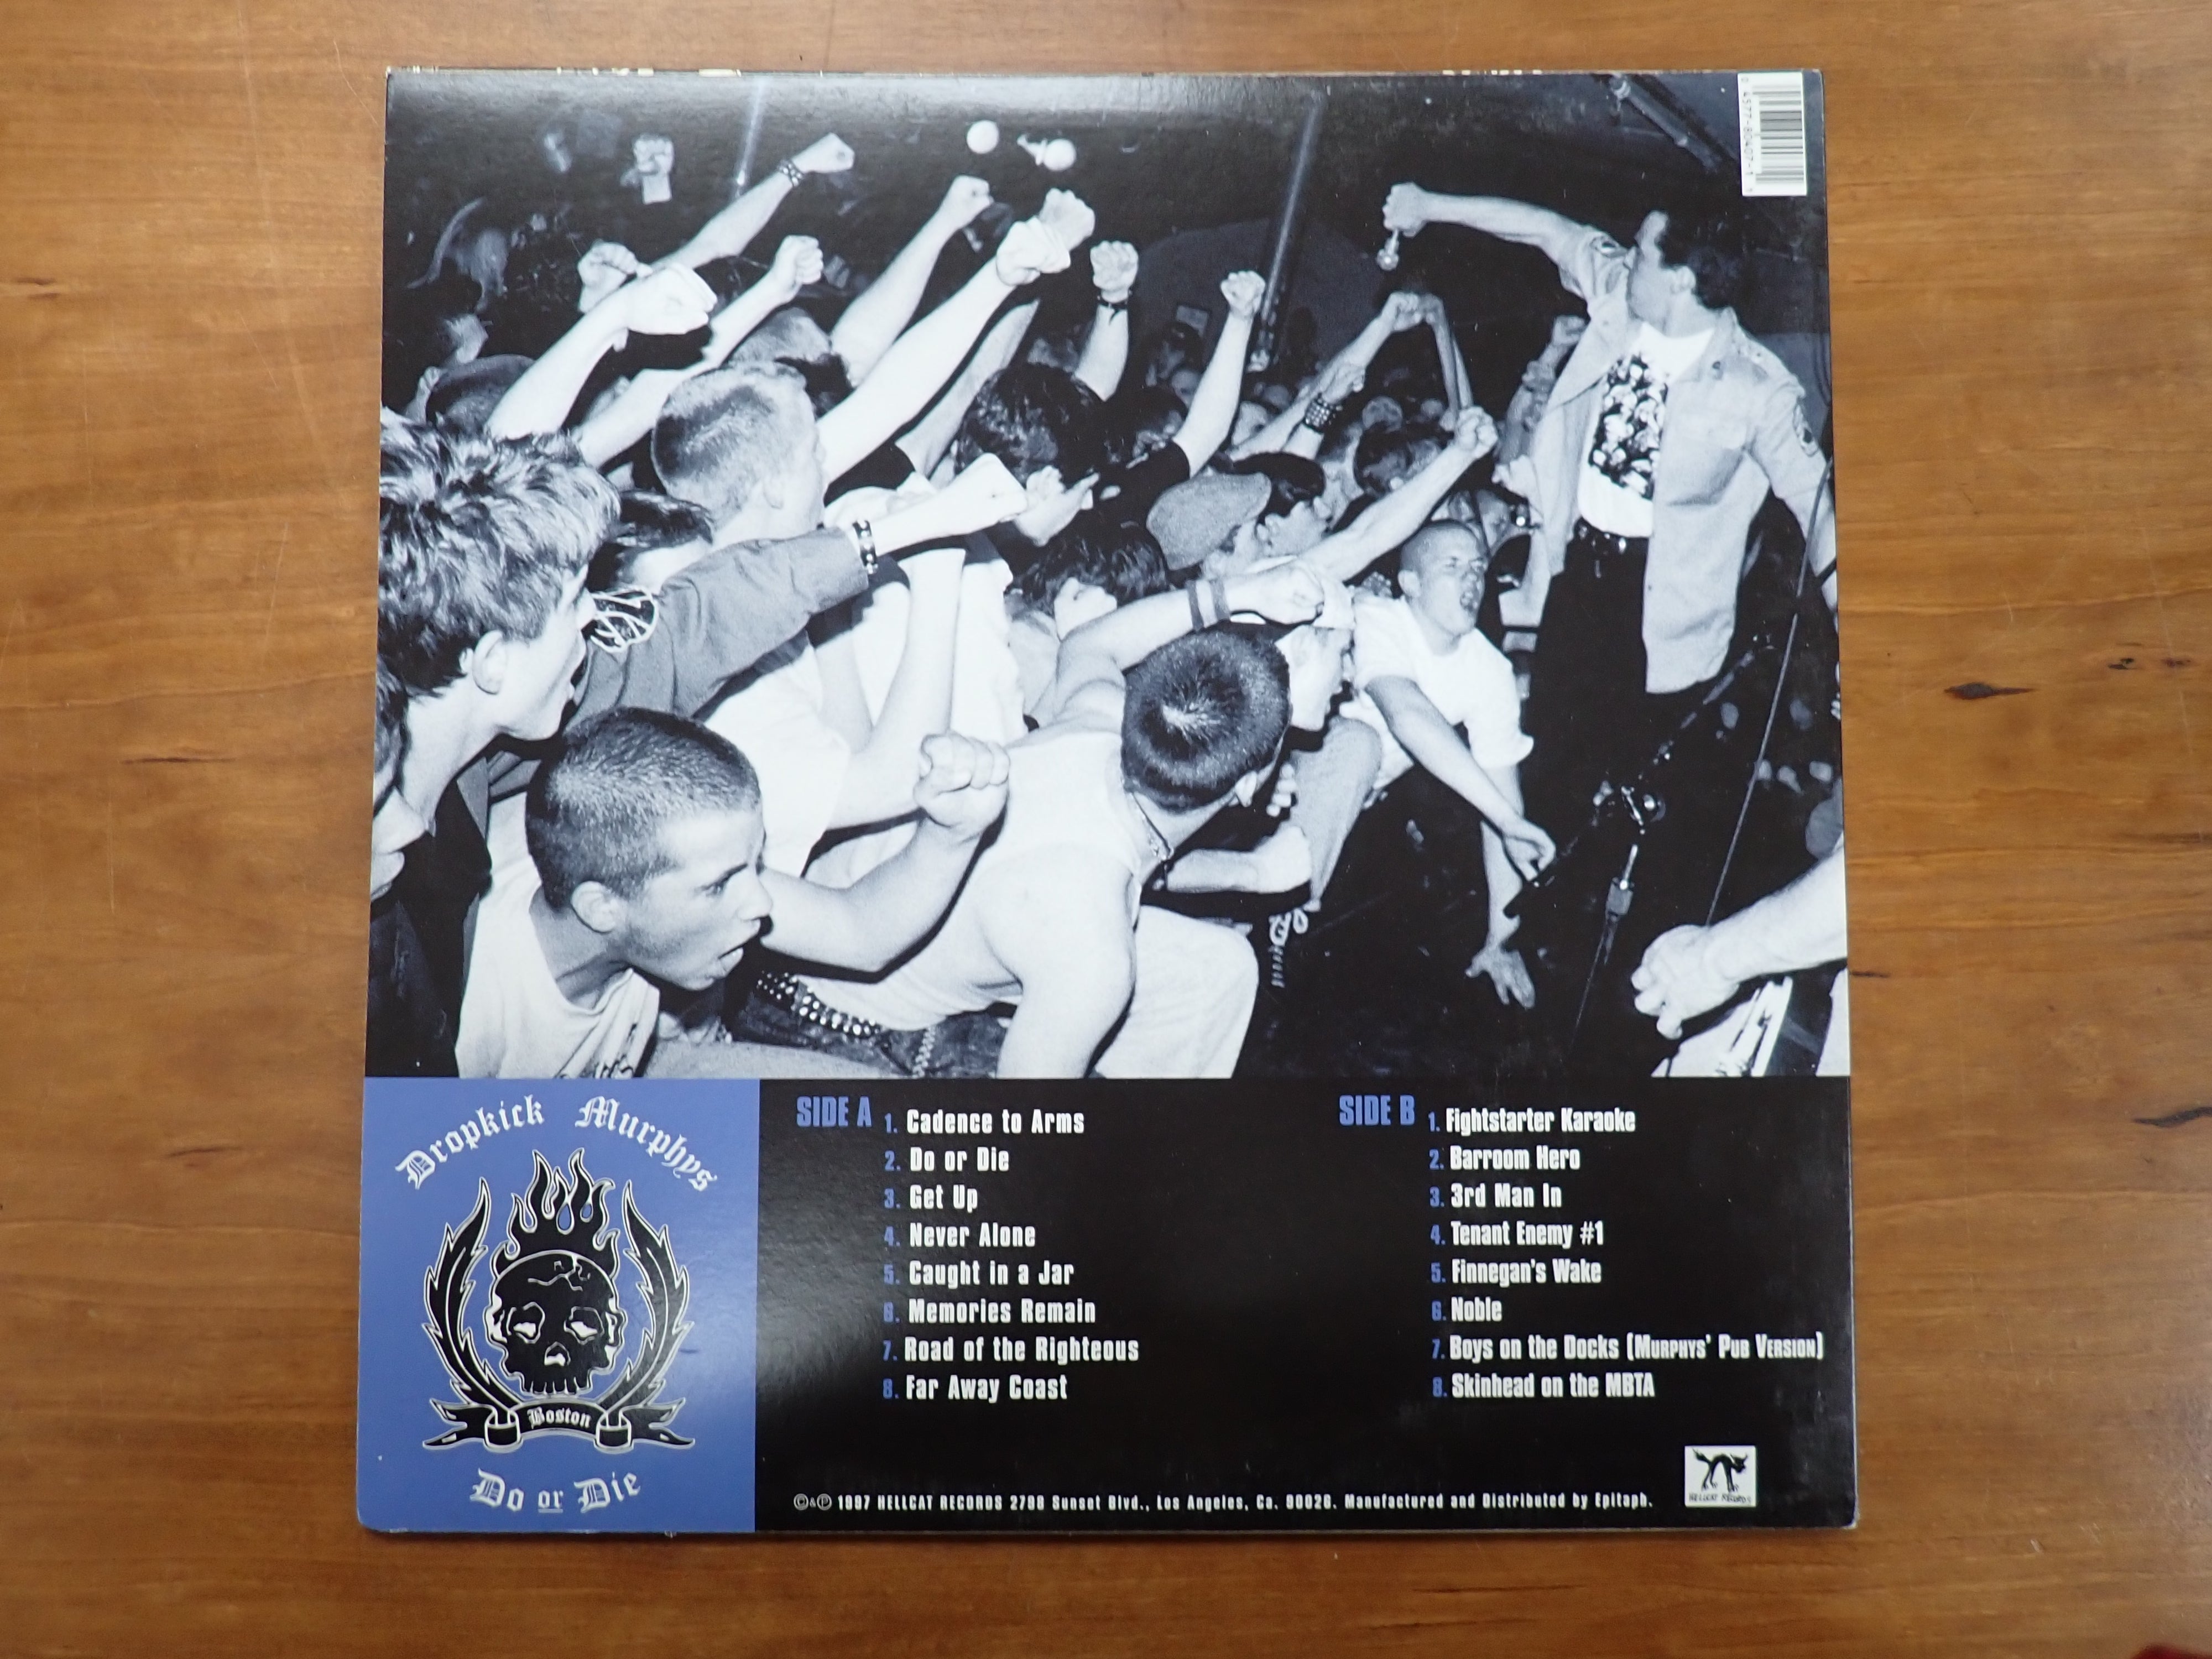 Dropkick Murphys
Boston
Do or Die
SIDE A
1. Cadence to Arms
2. Do or Die
3. Get Up
4. Never Alone
5. Caught in a Jar
6. Memories Remain
7. Road of the Righteous
8. Far Away Coast
SIDE B
1. Fightstarter Karaoke
2. Barroom Hero
3. 3rd Man In
4. Tenant Enemy #1
5. Finnegan's Wake
6. Noble
7. Boys on the Docks (Murphys' Pub Version)
8. Skinhead on the MBTA
©&℗ 1997 HELLCAT RECORDS 2798 Sunset Blvd., Los Angeles, Ca. 90026. Manufactured and Distributed by Epitaph.
HELLCAT RECORDS